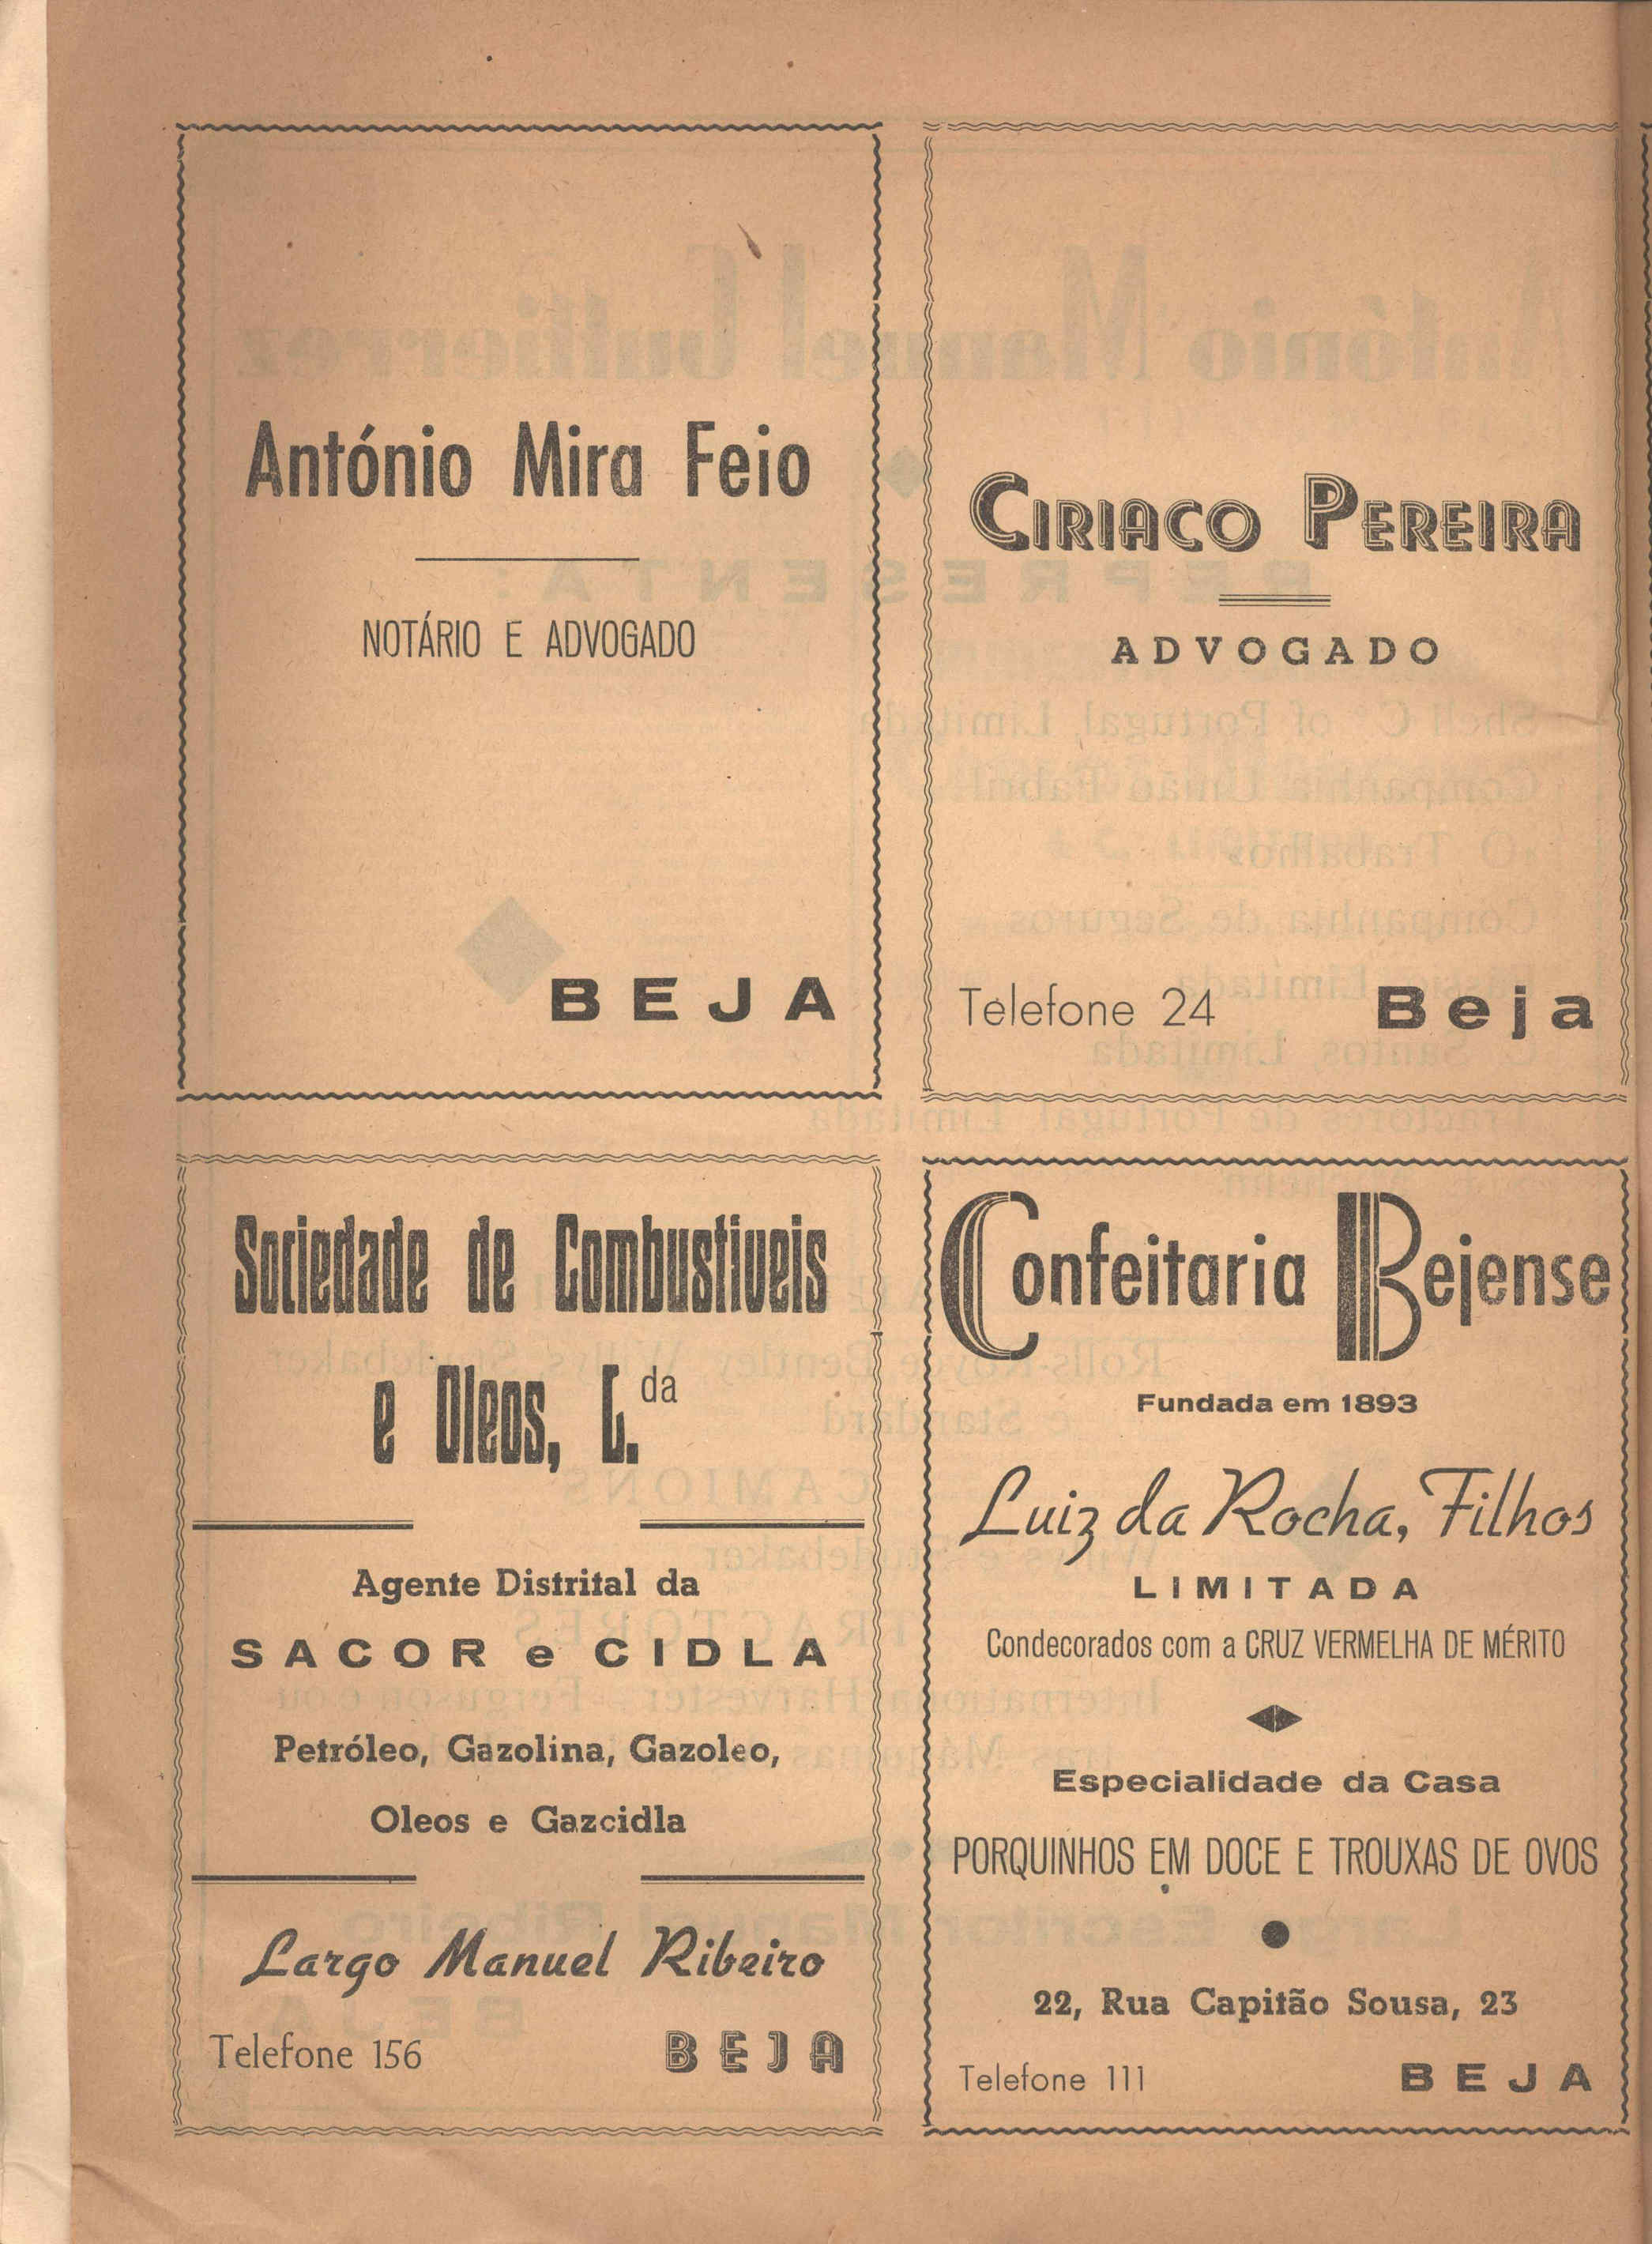 António Mira Feio
NOTÁRIO E ADVOGADO
BEJA
CIRIACO PEREIRA
ADVOGADO
Telefone 24 Beja
Sociedade de Combustiveis
e Oleos, L.da
Agente Distrital da
SACOR e CIDLA
Petróleo, Gazolina, Gazoleo,
Oleos e Gazcidla
Largo Manuel Ribeiro
Telefone 156 BEJA
Confeitaria Bejense
Fundada em 1893
Luiz da Rocha, Filhos
LIMITADA
Condecorados com a CRUZ VERMELHA DE MÉRITO
Especialidade da Casa
PORQUINHOS EM DOCE E TROUXAS DE OVOS
22, Rua Capitão Sousa, 23
Telefone 111 BEJA